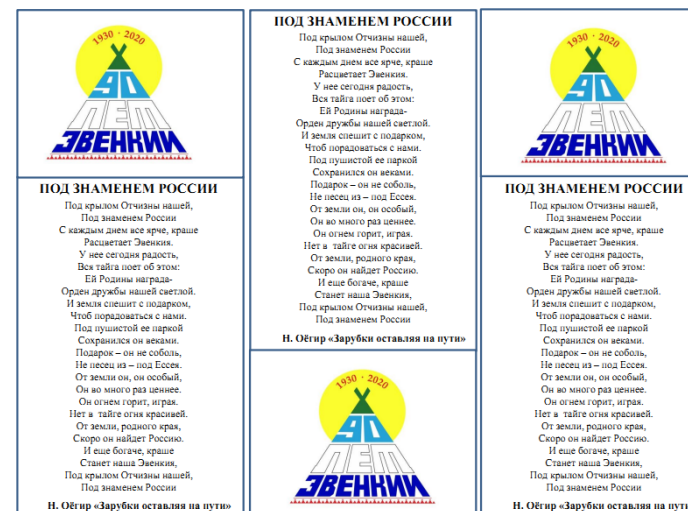 1930 · 2020
90
ЛЕТ
ЭВЕНКИИ
ПОД ЗНАМЕНЕМ РОССИИ
Под крылом Отчизны нашей,
Под знаменем России
С каждым днем все ярче, краше
Расцветает Эвенкия.
У нее сегодня радость,
Вся тайга поет об этом:
Ей Родины награда-
Орден дружбы нашей светлой.
И земля спешит с подарком,
Чтоб порадоваться с нами.
Под пушистой ее паркой
Сохранился он веками.
Подарок – он не соболь,
Не песец из – под Ессея.
От земли он, он особый,
Он во много раз ценнее.
Он огнем горит, играя.
Нет в  тайге огня красивей.
От земли, родного края,
Скоро он найдет Россию.
И еще богаче, краше
Станет наша Эвенкия,
Под крылом Отчизны нашей,
Под знаменем России
Н. Оёгир «Зарубки оставляя на пути»
ПОД ЗНАМЕНЕМ РОССИИ
Под крылом Отчизны нашей,
Под знаменем России
С каждым днем все ярче, краше
Расцветает Эвенкия.
У нее сегодня радость,
Вся тайга поет об этом:
Ей Родины награда-
Орден дружбы нашей светлой.
И земля спешит с подарком,
Чтоб порадоваться с нами.
Под пушистой ее паркой
Сохранился он веками.
Подарок – он не соболь,
Не песец из – под Ессея.
От земли он, он особый,
Он во много раз ценнее.
Он огнем горит, играя.
Нет в  тайге огня красивей.
От земли, родного края,
Скоро он найдет Россию.
И еще богаче, краше
Станет наша Эвенкия,
Под крылом Отчизны нашей,
Под знаменем России
Н. Оёгир «Зарубки оставляя на пути»
1930 · 2020
90
ЛЕТ
ЭВЕНКИИ
1930 · 2020
90
ЛЕТ
ЭВЕНКИИ
ПОД ЗНАМЕНЕМ РОССИИ
Под крылом Отчизны нашей,
Под знаменем России
С каждым днем все ярче, краше
Расцветает Эвенкия.
У нее сегодня радость,
Вся тайга поет об этом:
Ей Родины награда-
Орден дружбы нашей светлой.
И земля спешит с подарком,
Чтоб порадоваться с нами.
Под пушистой ее паркой
Сохранился он веками.
Подарок – он не соболь,
Не песец из – под Ессея.
От земли он, он особый,
Он во много раз ценнее.
Он огнем горит, играя.
Нет в  тайге огня красивей.
От земли, родного края,
Скоро он найдет Россию.
И еще богаче, краше
Станет наша Эвенкия,
Под крылом Отчизны нашей,
Под знаменем России
Н. Оёгир «Зарубки оставляя на пути